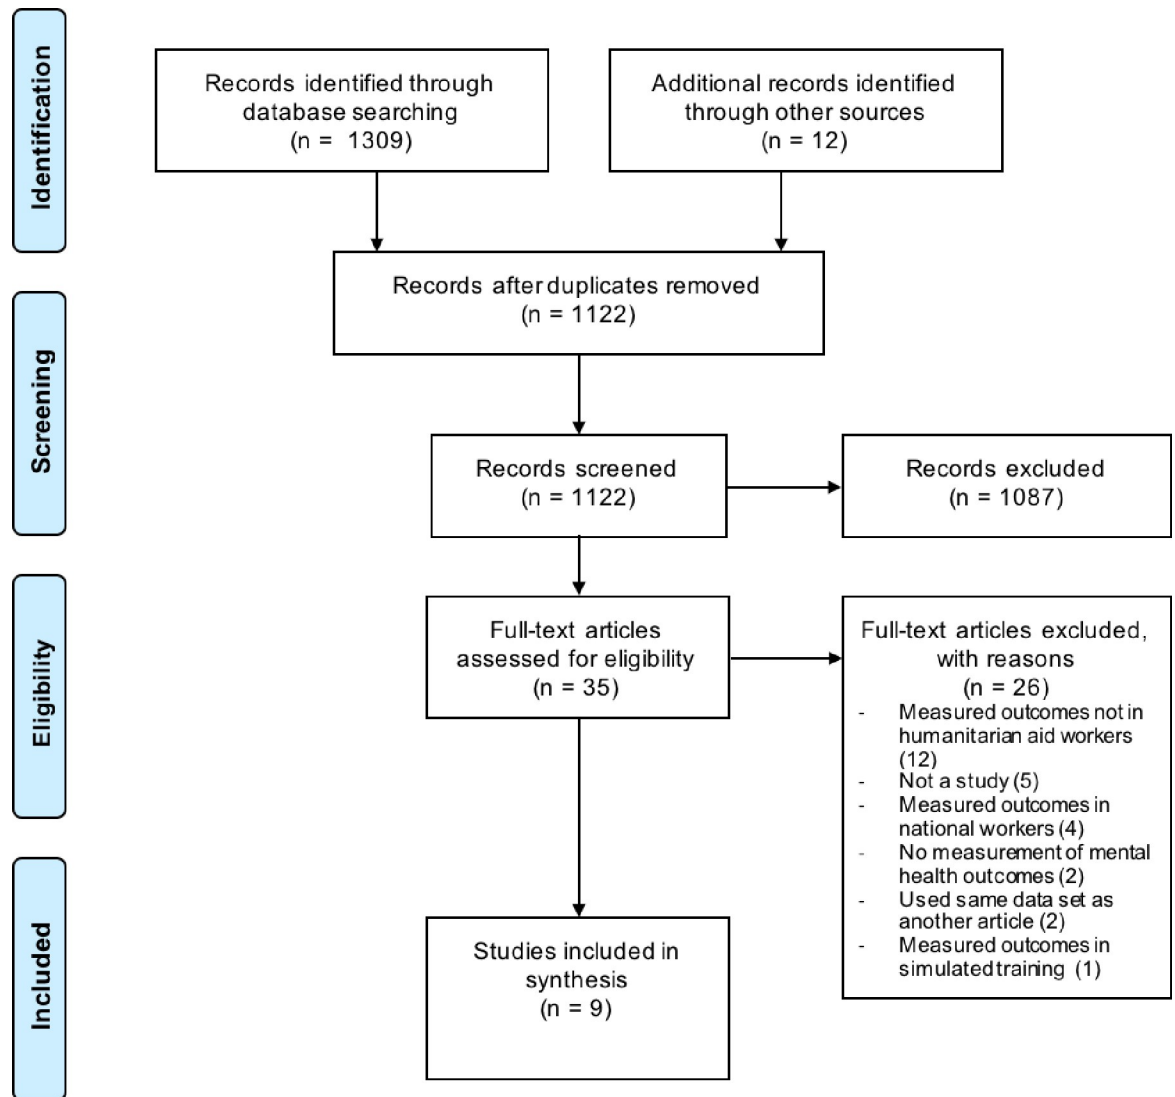 Identification
Records identified through
database searching
(n = 1309)
Additional records identified
through other sources
(n = 12)
Records after duplicates removed
(n = 1122)
Screening
Records screened
(n = 1122)
Records excluded
(n = 1087)
Eligibility
Full-text articles
assessed for eligibility
(n = 35)
Full-text articles excluded,
with reasons
(n = 26)
- Measured outcomes not in
humanitarian aid workers
(12)
- Not a study (5)
- Measured outcomes in
national workers (4)
- No measurement of mental
health outcomes (2)
- Used same data set as
another article (2)
- Measured outcomes in
simulated training (1)
Included
Studies included in
synthesis
(n = 9)